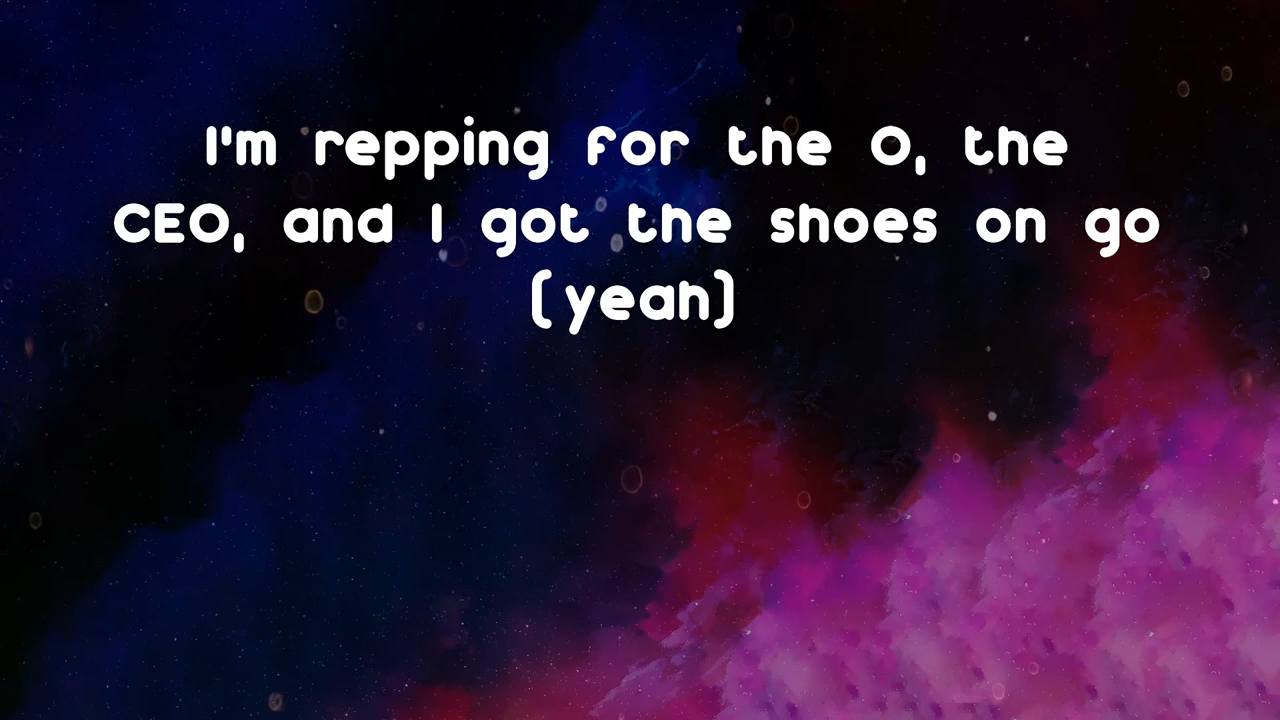 I'm repping for the O, the
CEO, and I got the shoes on go
(yeah)